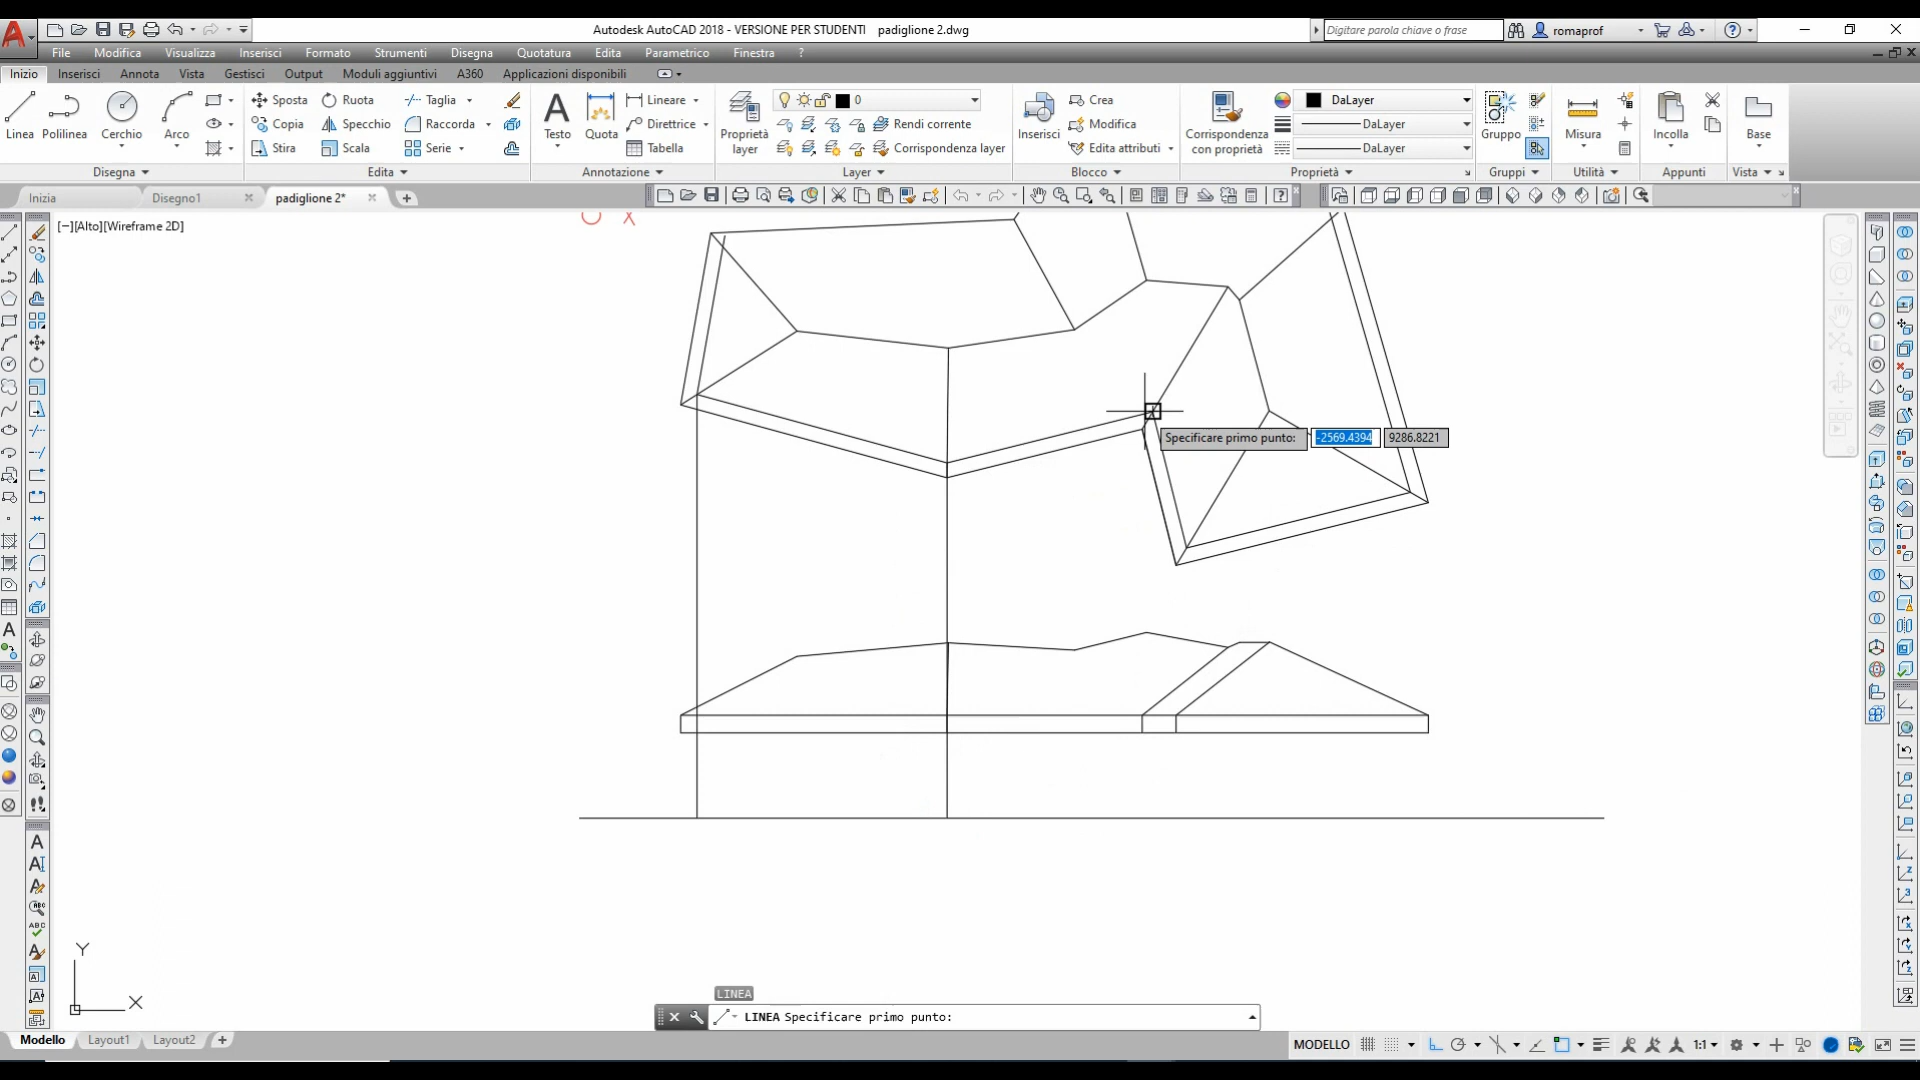 Autodesk AutoCAD 2018 - VERSIONE PER STUDENTI padiglione 2.dwg
Digitare parola chiave o frase
romaprof
File Modifica Visualizza Inserisci Formato Strumenti Disegna Quotatura Edita Parametrico Finestra ?
Inizio Inserisci Annota Vista Gestisci Output Moduli aggiuntivi A360 Applicazioni disponibili
Linea Polilinea Cerchio Arco
Sposta Ruota Taglia
Copia Specchio Raccorda
Stira Scala Serie
Testo Quota
Lineare
Direttrice
Tabella
Proprietà layer
0
Rendi corrente
Corrispondenza layer
Inserisci
Crea
Modifica
Edita attributi
Corrispondenza con proprietà
DaLayer
DaLayer
DaLayer
Gruppo
Misura
Incolla
Base
Disegna Edita Annotazione Layer Blocco Proprietà Gruppi Utilità Appunti Vista
Inizia Disegno1 padiglione 2*
[−][Alto][Wireframe 2D]
X
Specificare primo punto: -2569.4394 9286.8221
Y
X
LINEA
LINEA Specificare primo punto:
Modello Layout1 Layout2
MODELLO
1:1